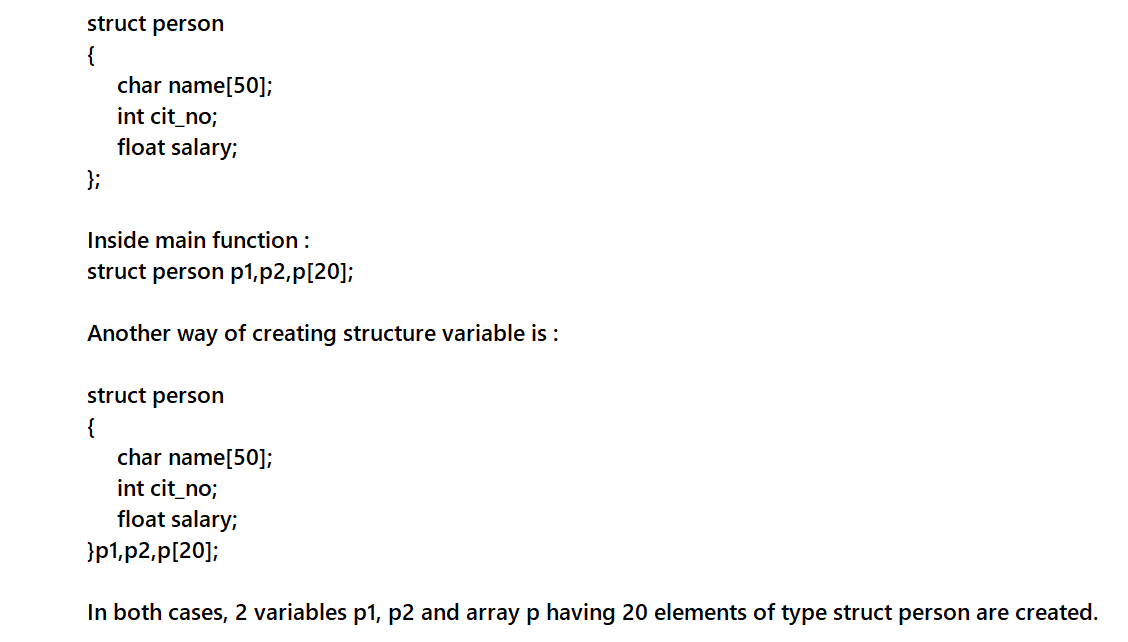 struct person
{
char name[50];
int cit_no;
float salary;
};
Inside main function :
struct person p1,p2,p[20];
Another way of creating structure variable is :
struct person
{
char name[50];
int cit_no;
float salary;
}p1,p2,p[20];
In both cases, 2 variables p1, p2 and array p having 20 elements of type struct person are created.